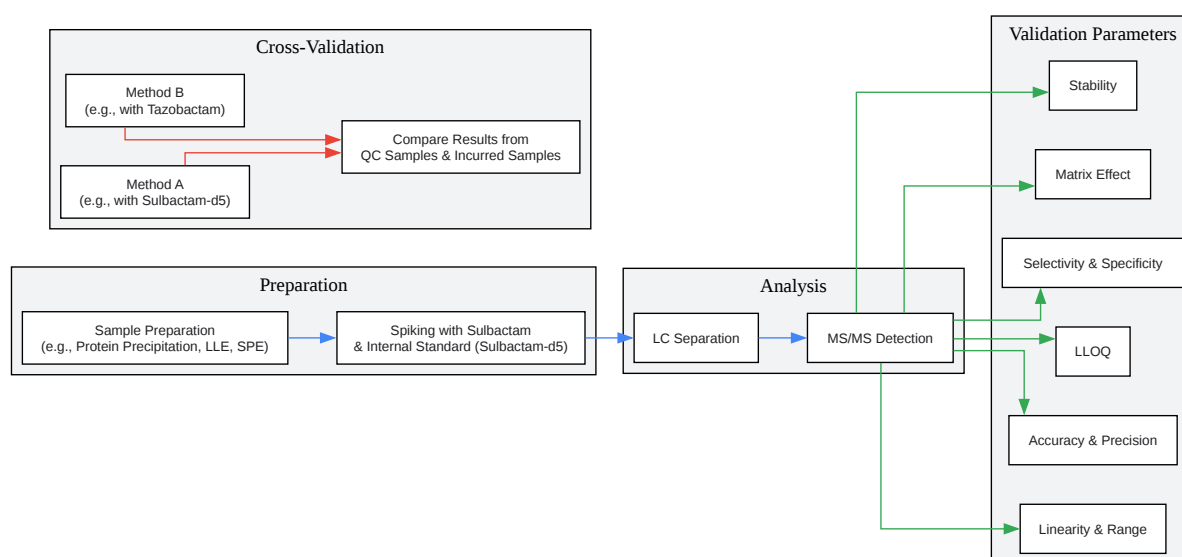 Cross-Validation
Method B
(e.g., with Tazobactam)
Compare Results from
QC Samples & Incurred Samples
Method A
(e.g., with Sulbactam-d5)
Preparation
Sample Preparation
(e.g., Protein Precipitation, LLE, SPE)
Spiking with Sulbactam
& Internal Standard (Sulbactam-d5)
Analysis
LC Separation
MS/MS Detection
Validation Parameters
Stability
Matrix Effect
Selectivity & Specificity
LLOQ
Accuracy & Precision
Linearity & Range